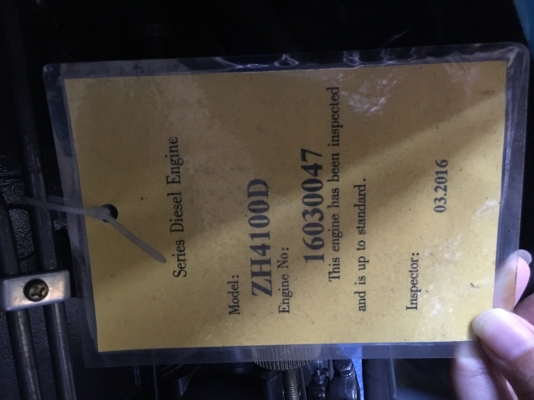 Series Diesel Engine
Model:
ZH4100D
Engine No:
16030047
This engine has been inspected
and is up to standard.
Inspector:
03.2016